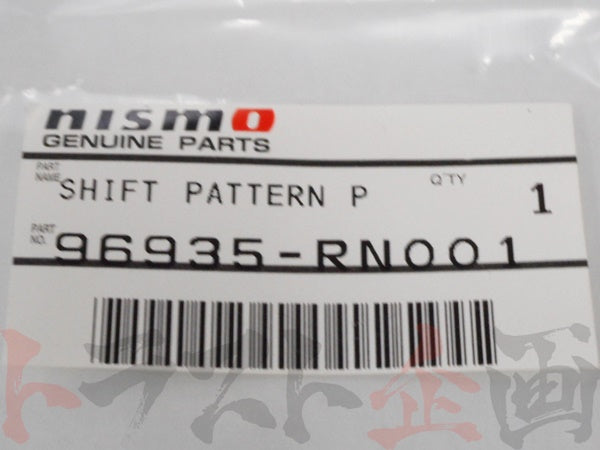 nismo
GENUINE PARTS
PART NAME SHIFT PATTERN P Q'TY 1
PART NO. 96935-RN001
トラスト企画